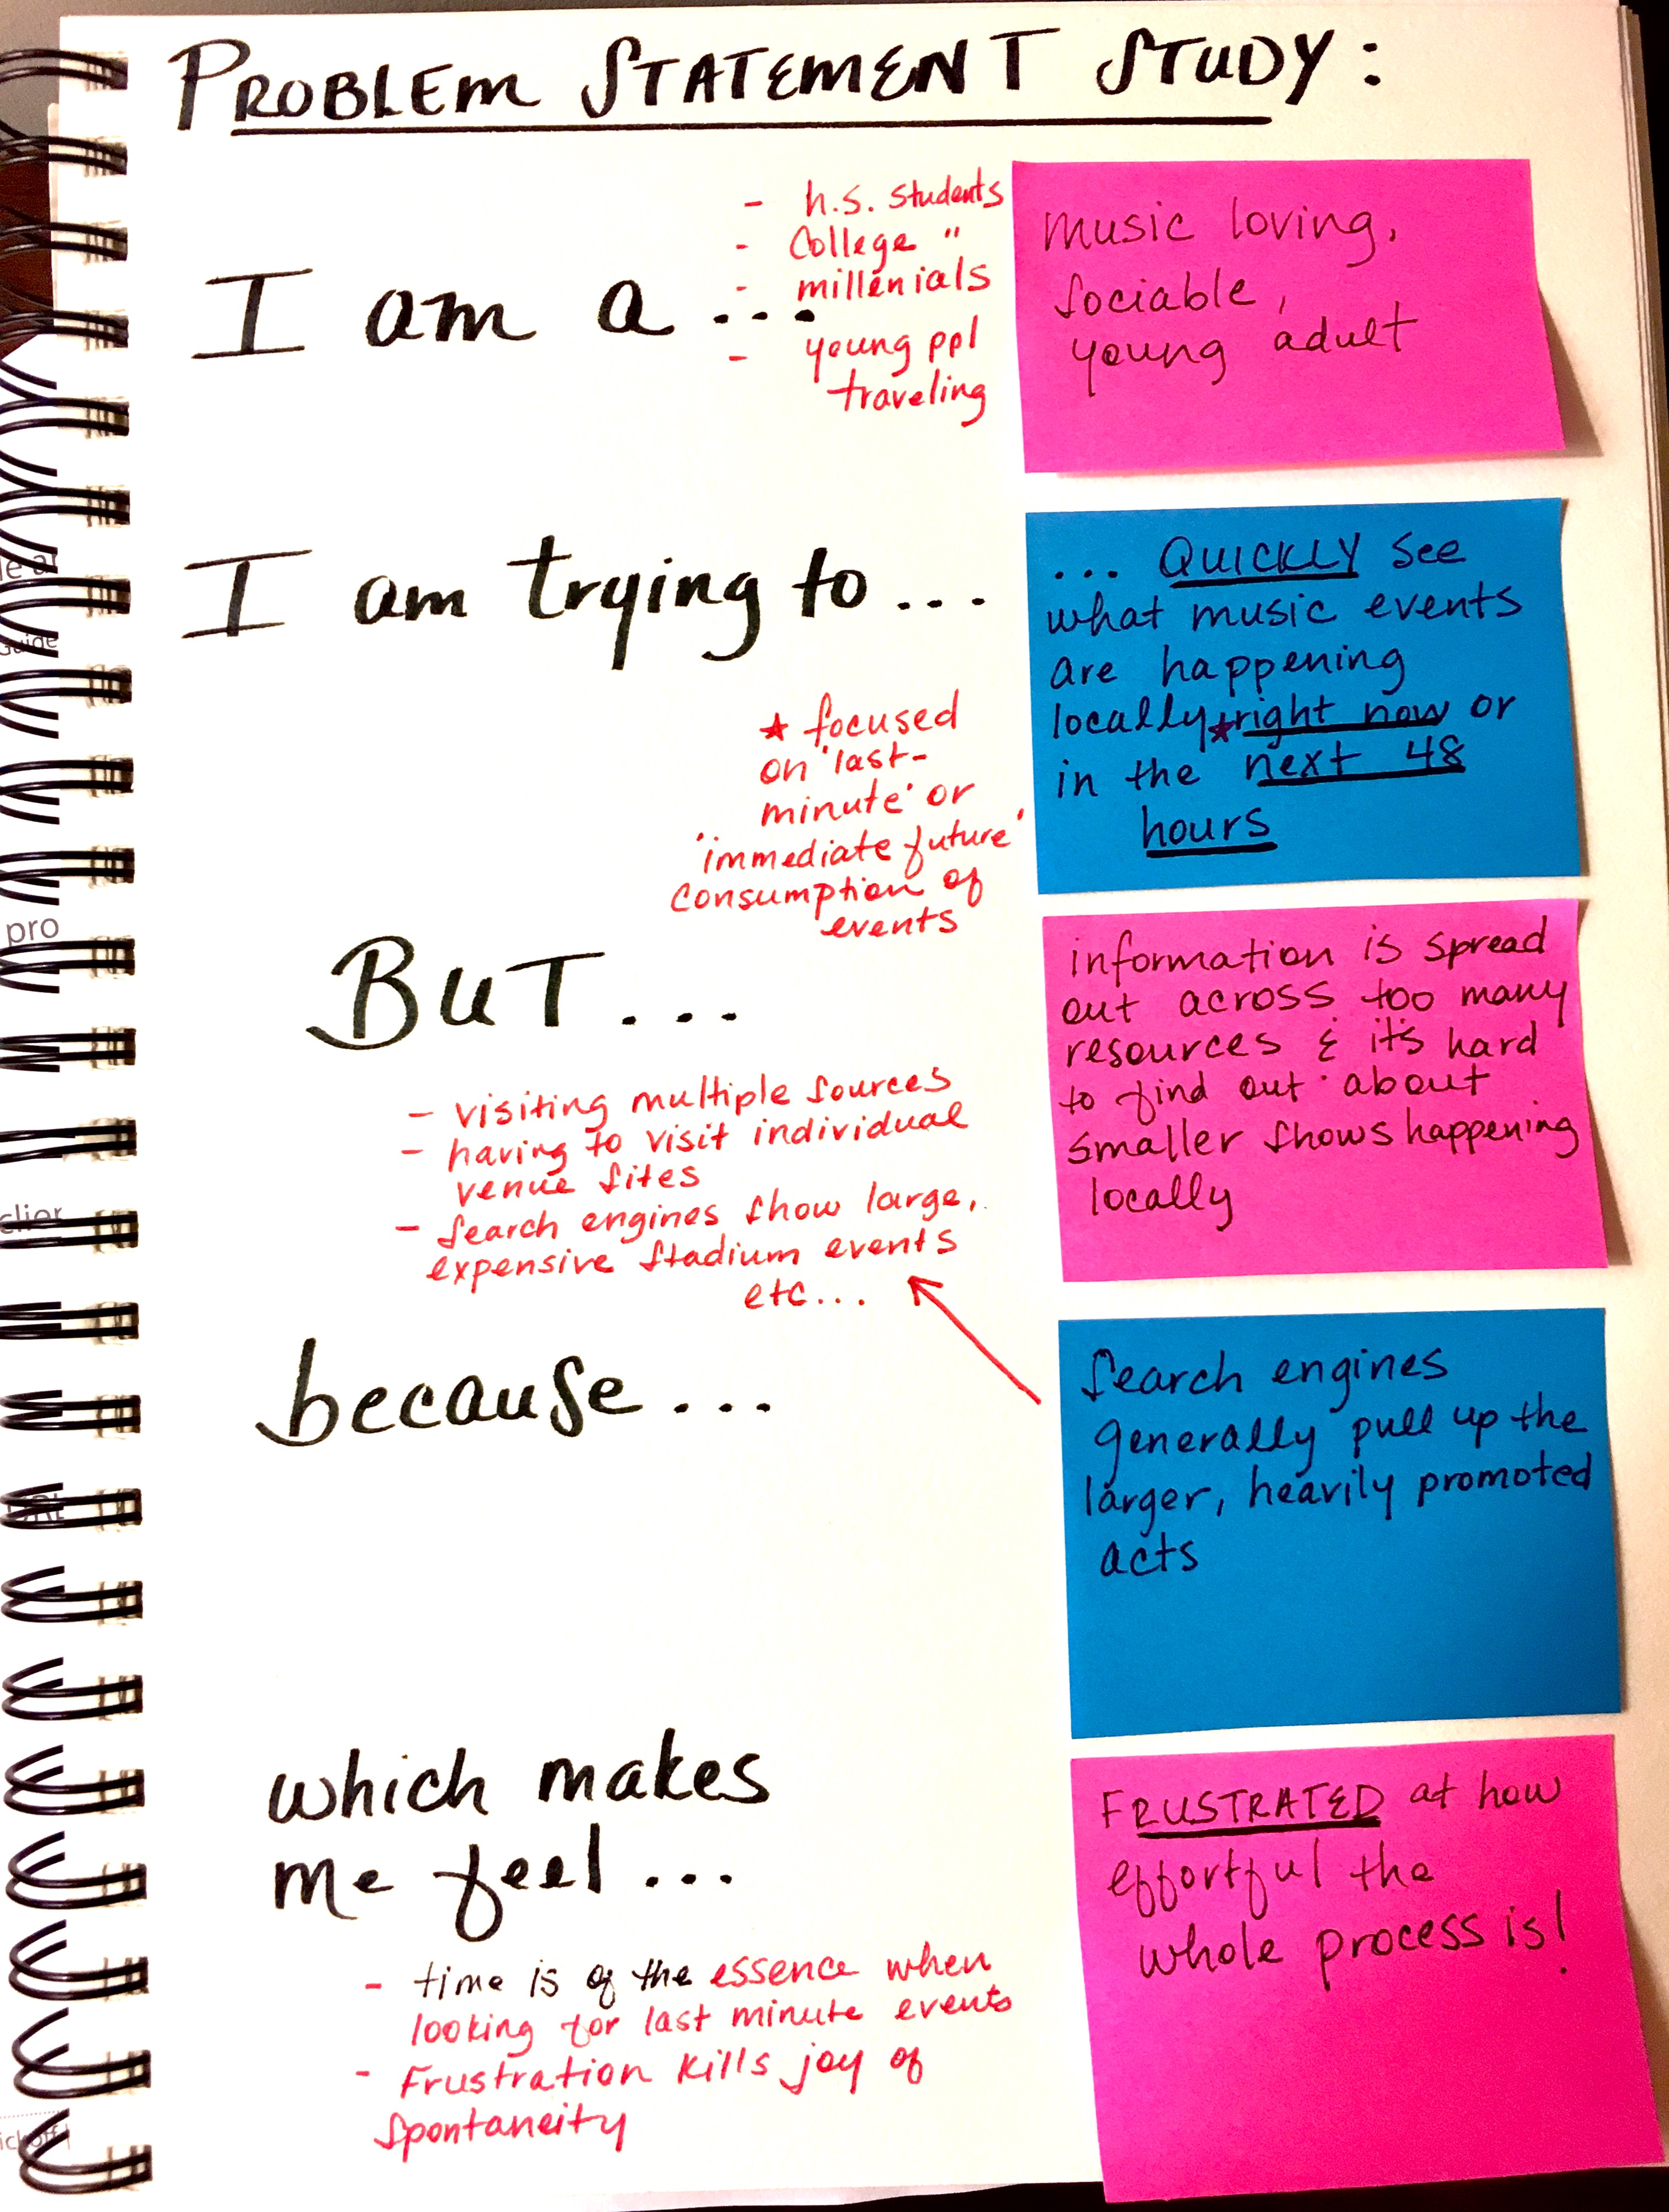 PROBLEM STATEMENT STUDY:
I am a ...
- h.s. students
- College "
- millenials
- young ppl
traveling
music loving,
sociable,
young adult
I am trying to ...
... QUICKLY see
what music events
are happening
locally ★ right now or
in the next 48
hours
★ focused
on 'last-
minute' or
'immediate future'
consumption of
events
BUT ...
- visiting multiple sources
- having to visit individual
venue sites
- search engines show large,
expensive stadium events
etc...
information is spread
out across too many
resources & it's hard
to find out about
smaller shows happening
locally
because ...
Search engines
generally pull up the
larger, heavily promoted
acts
which makes
me feel ...
- time is of the essence when
looking for last minute events
- Frustration kills joy of
spontaneity
FRUSTRATED at how
effortful the
whole process is!
Guide
pro